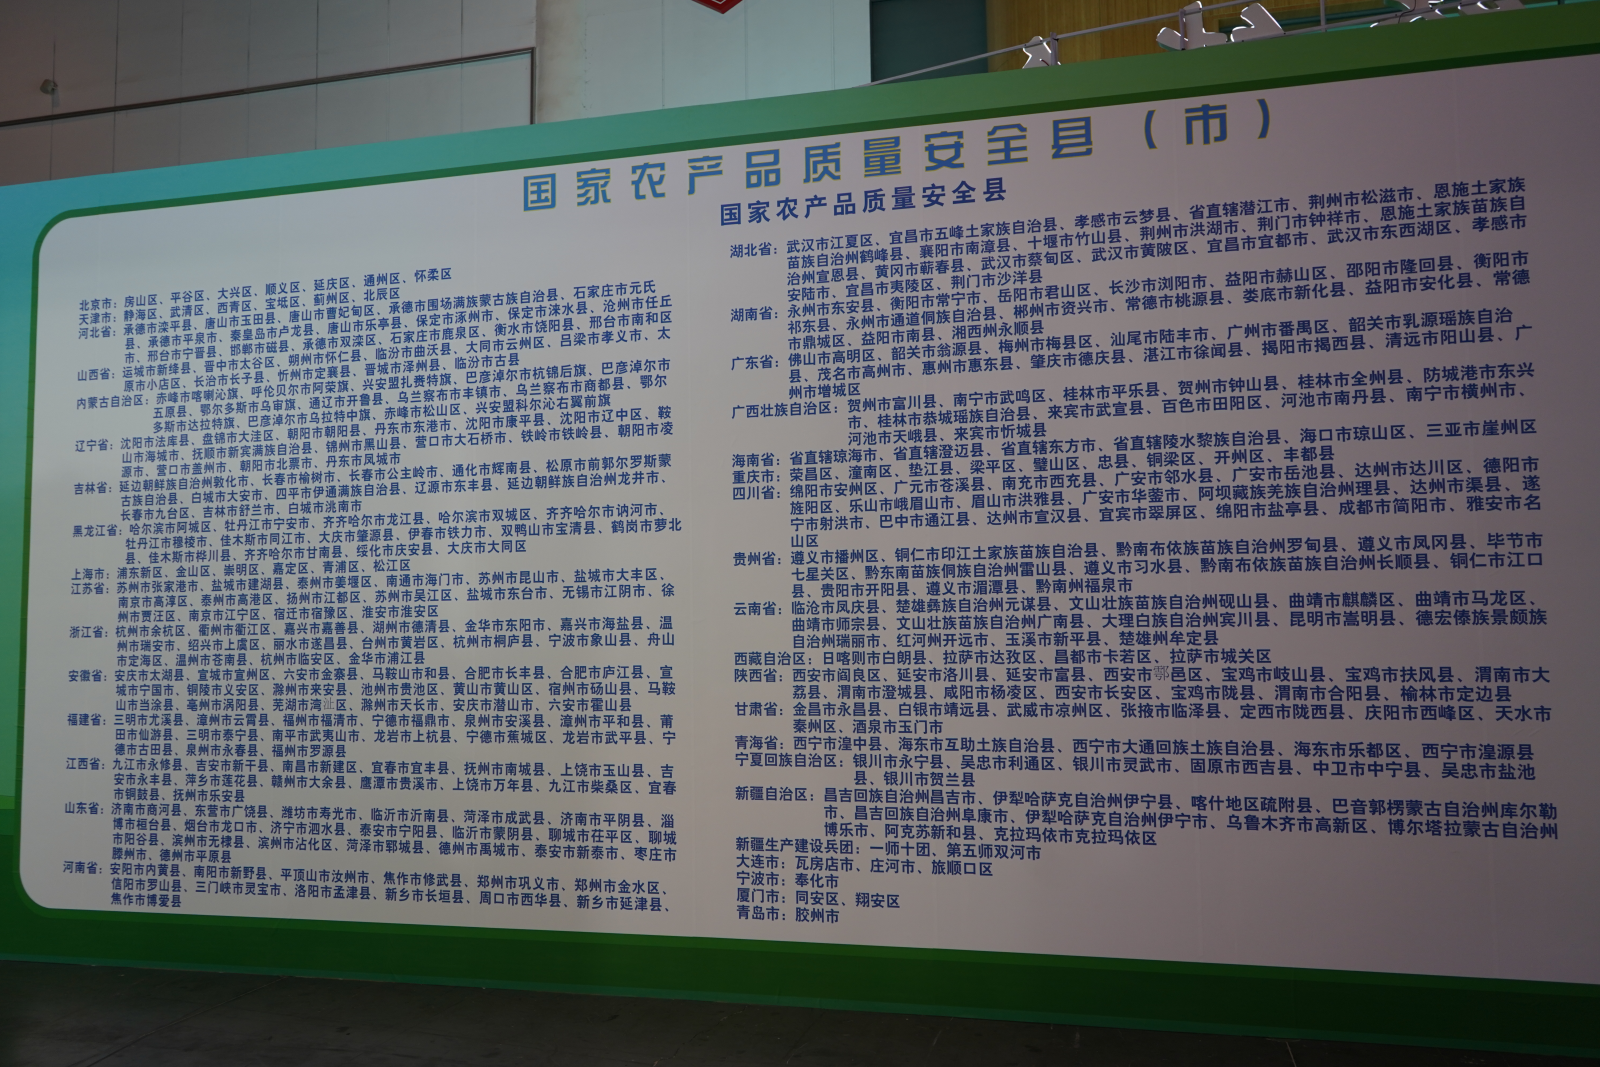 国家农产品质量安全县（市）
国家农产品质量安全县
北京市：房山区、平谷区、大兴区、顺义区、延庆区、通州区、怀柔区
天津市：静海区、武清区、西青区、宝坻区、蓟州区、北辰区
河北省：承德市滦平县、唐山市玉田县、唐山市曹妃甸区、承德市围场满族蒙古族自治县、石家庄市元氏
县、承德市平泉市、秦皇岛市卢龙县、唐山市乐亭县、保定市涿州市、保定市涞水县、沧州市任丘
市、邢台市宁晋县、邯郸市磁县、承德市双滦区、石家庄市鹿泉区、衡水市饶阳县、邢台市南和区
山西省：运城市新绛县、晋中市太谷区、朔州市怀仁县、临汾市曲沃县、大同市云州区、吕梁市孝义市、太
原市小店区、长治市长子县、忻州市定襄县、晋城市泽州县、临汾市古县
内蒙古自治区：赤峰市喀喇沁旗、呼伦贝尔市阿荣旗、兴安盟扎赉特旗、巴彦淖尔市杭锦后旗、巴彦淖尔市
五原县、鄂尔多斯市乌审旗、通辽市开鲁县、乌兰察布市丰镇市、乌兰察布市商都县、鄂尔
多斯市达拉特旗、巴彦淖尔市乌拉特中旗、赤峰市松山区、兴安盟科尔沁右翼前旗
辽宁省：沈阳市法库县、盘锦市大洼区、朝阳市朝阳县、丹东市东港市、沈阳市康平县、沈阳市辽中区、鞍
山市海城市、抚顺市新宾满族自治县、锦州市黑山县、营口市大石桥市、铁岭市铁岭县、朝阳市凌
源市、营口市盖州市、朝阳市北票市、丹东市凤城市
吉林省：延边朝鲜族自治州敦化市、长春市榆树市、长春市公主岭市、通化市辉南县、松原市前郭尔罗斯蒙
古族自治县、白城市大安市、四平市伊通满族自治县、辽源市东丰县、延边朝鲜族自治州龙井市、
长春市九台区、吉林市舒兰市、白城市洮南市
黑龙江省：哈尔滨市阿城区、牡丹江市宁安市、齐齐哈尔市龙江县、哈尔滨市双城区、齐齐哈尔市讷河市、
牡丹江市穆棱市、佳木斯市同江市、大庆市肇源县、伊春市铁力市、双鸭山市宝清县、鹤岗市萝北
县、佳木斯市桦川县、齐齐哈尔市甘南县、绥化市庆安县、大庆市大同区
上海市：浦东新区、金山区、崇明区、嘉定区、青浦区、松江区
江苏省：苏州市张家港市、盐城市建湖县、泰州市姜堰区、南通市海门市、苏州市昆山市、盐城市大丰区、
南京市高淳区、泰州市高港区、扬州市江都区、苏州市吴江区、盐城市东台市、无锡市江阴市、徐
州市贾汪区、南京市江宁区、宿迁市宿豫区、淮安市淮安区
浙江省：杭州市余杭区、衢州市衢江区、嘉兴市嘉善县、湖州市德清县、金华市东阳市、嘉兴市海盐县、温
州市瑞安市、绍兴市上虞区、丽水市遂昌县、台州市黄岩区、杭州市桐庐县、宁波市象山县、舟山
市定海区、温州市苍南县、杭州市临安区、金华市浦江县
安徽省：安庆市太湖县、宣城市宣州区、六安市金寨县、马鞍山市和县、合肥市长丰县、合肥市庐江县、宣
城市宁国市、铜陵市义安区、滁州市来安县、池州市贵池区、黄山市黄山区、宿州市砀山县、马鞍
山市当涂县、亳州市涡阳县、芜湖市湾沚区、滁州市天长市、安庆市潜山市、六安市霍山县
福建省：三明市尤溪县、漳州市云霄县、福州市福清市、宁德市福鼎市、泉州市安溪县、漳州市平和县、莆
田市仙游县、三明市泰宁县、南平市武夷山市、龙岩市上杭县、宁德市蕉城区、龙岩市武平县、宁
德市古田县、泉州市永春县、福州市罗源县
江西省：九江市永修县、吉安市新干县、南昌市新建区、宜春市宜丰县、抚州市南城县、上饶市玉山县、吉
安市永丰县、萍乡市莲花县、赣州市大余县、鹰潭市贵溪市、上饶市万年县、九江市柴桑区、宜春
市铜鼓县、抚州市乐安县
山东省：济南市商河县、东营市广饶县、潍坊市寿光市、临沂市沂南县、菏泽市成武县、济南市平阴县、淄
博市桓台县、烟台市龙口市、济宁市泗水县、泰安市宁阳县、临沂市蒙阴县、聊城市茌平区、聊城
市阳谷县、滨州市无棣县、滨州市沾化区、菏泽市郓城县、德州市禹城市、泰安市新泰市、枣庄市
滕州市、德州市平原县
河南省：安阳市内黄县、南阳市新野县、平顶山市汝州市、焦作市修武县、郑州市巩义市、郑州市金水区、
信阳市罗山县、三门峡市灵宝市、洛阳市孟津县、新乡市长垣县、周口市西华县、新乡市延津县、
焦作市博爱县
湖北省：武汉市江夏区、宜昌市五峰土家族自治县、孝感市云梦县、省直辖潜江市、荆州市松滋市、恩施土家族
苗族自治州鹤峰县、襄阳市南漳县、十堰市竹山县、荆州市洪湖市、荆门市钟祥市、恩施土家族苗族自
治州宣恩县、黄冈市蕲春县、武汉市蔡甸区、武汉市黄陂区、宜昌市宜都市、武汉市东西湖区、孝感市
安陆市、宜昌市夷陵区、荆门市沙洋县
湖南省：永州市东安县、衡阳市常宁市、岳阳市君山区、长沙市浏阳市、益阳市赫山区、邵阳市隆回县、衡阳市
祁东县、永州市通道侗族自治县、郴州市资兴市、常德市桃源县、娄底市新化县、益阳市安化县、常德
市鼎城区、益阳市南县、湘西州永顺县
广东省：佛山市高明区、韶关市翁源县、梅州市梅县区、汕尾市陆丰市、广州市番禺区、韶关市乳源瑶族自治
县、茂名市高州市、惠州市惠东县、肇庆市德庆县、湛江市徐闻县、揭阳市揭西县、清远市阳山县、广
州市增城区
广西壮族自治区：贺州市富川县、南宁市武鸣区、桂林市平乐县、贺州市钟山县、桂林市全州县、防城港市东兴
市、桂林市恭城瑶族自治县、来宾市武宣县、百色市田阳区、河池市南丹县、南宁市横州市、
河池市天峨县、来宾市忻城县
海南省：省直辖琼海市、省直辖澄迈县、省直辖东方市、省直辖陵水黎族自治县、海口市琼山区、三亚市崖州区
重庆市：荣昌区、潼南区、垫江县、梁平区、璧山区、忠县、铜梁区、开州区、丰都县
四川省：绵阳市安州区、广元市苍溪县、南充市西充县、广安市邻水县、广安市岳池县、达州市达川区、德阳市
旌阳区、乐山市峨眉山市、眉山市洪雅县、广安市华蓥市、阿坝藏族羌族自治州理县、达州市渠县、遂
宁市射洪市、巴中市通江县、达州市宣汉县、宜宾市翠屏区、绵阳市盐亭县、成都市简阳市、雅安市名
山区
贵州省：遵义市播州区、铜仁市印江土家族苗族自治县、黔南布依族苗族自治州罗甸县、遵义市凤冈县、毕节市
七星关区、黔东南苗族侗族自治州雷山县、遵义市习水县、黔南布依族苗族自治州长顺县、铜仁市江口
县、贵阳市开阳县、遵义市湄潭县、黔南州福泉市
云南省：临沧市凤庆县、楚雄彝族自治州元谋县、文山壮族苗族自治州砚山县、曲靖市麒麟区、曲靖市马龙区、
曲靖市师宗县、文山壮族苗族自治州广南县、大理白族自治州宾川县、昆明市嵩明县、德宏傣族景颇族
自治州瑞丽市、红河州开远市、玉溪市新平县、楚雄州牟定县
西藏自治区：日喀则市白朗县、拉萨市达孜区、昌都市卡若区、拉萨市城关区
陕西省：西安市阎良区、延安市洛川县、延安市富县、西安市鄠邑区、宝鸡市岐山县、宝鸡市扶风县、渭南市大
荔县、渭南市澄城县、咸阳市杨凌区、西安市长安区、宝鸡市陇县、渭南市合阳县、榆林市定边县
甘肃省：金昌市永昌县、白银市靖远县、武威市凉州区、张掖市临泽县、定西市陇西县、庆阳市西峰区、天水市
秦州区、酒泉市玉门市
青海省：西宁市湟中县、海东市互助土族自治县、西宁市大通回族土族自治县、海东市乐都区、西宁市湟源县
宁夏回族自治区：银川市永宁县、吴忠市利通区、银川市灵武市、固原市西吉县、中卫市中宁县、吴忠市盐池
县、银川市贺兰县
新疆自治区：昌吉回族自治州昌吉市、伊犁哈萨克自治州伊宁县、喀什地区疏附县、巴音郭楞蒙古自治州库尔勒
市、昌吉回族自治州阜康市、伊犁哈萨克自治州伊宁市、乌鲁木齐市高新区、博尔塔拉蒙古自治州
博乐市、阿克苏新和县、克拉玛依市克拉玛依区
新疆生产建设兵团：一师十团、第五师双河市
大连市：瓦房店市、庄河市、旅顺口区
宁波市：奉化市
厦门市：同安区、翔安区
青岛市：胶州市